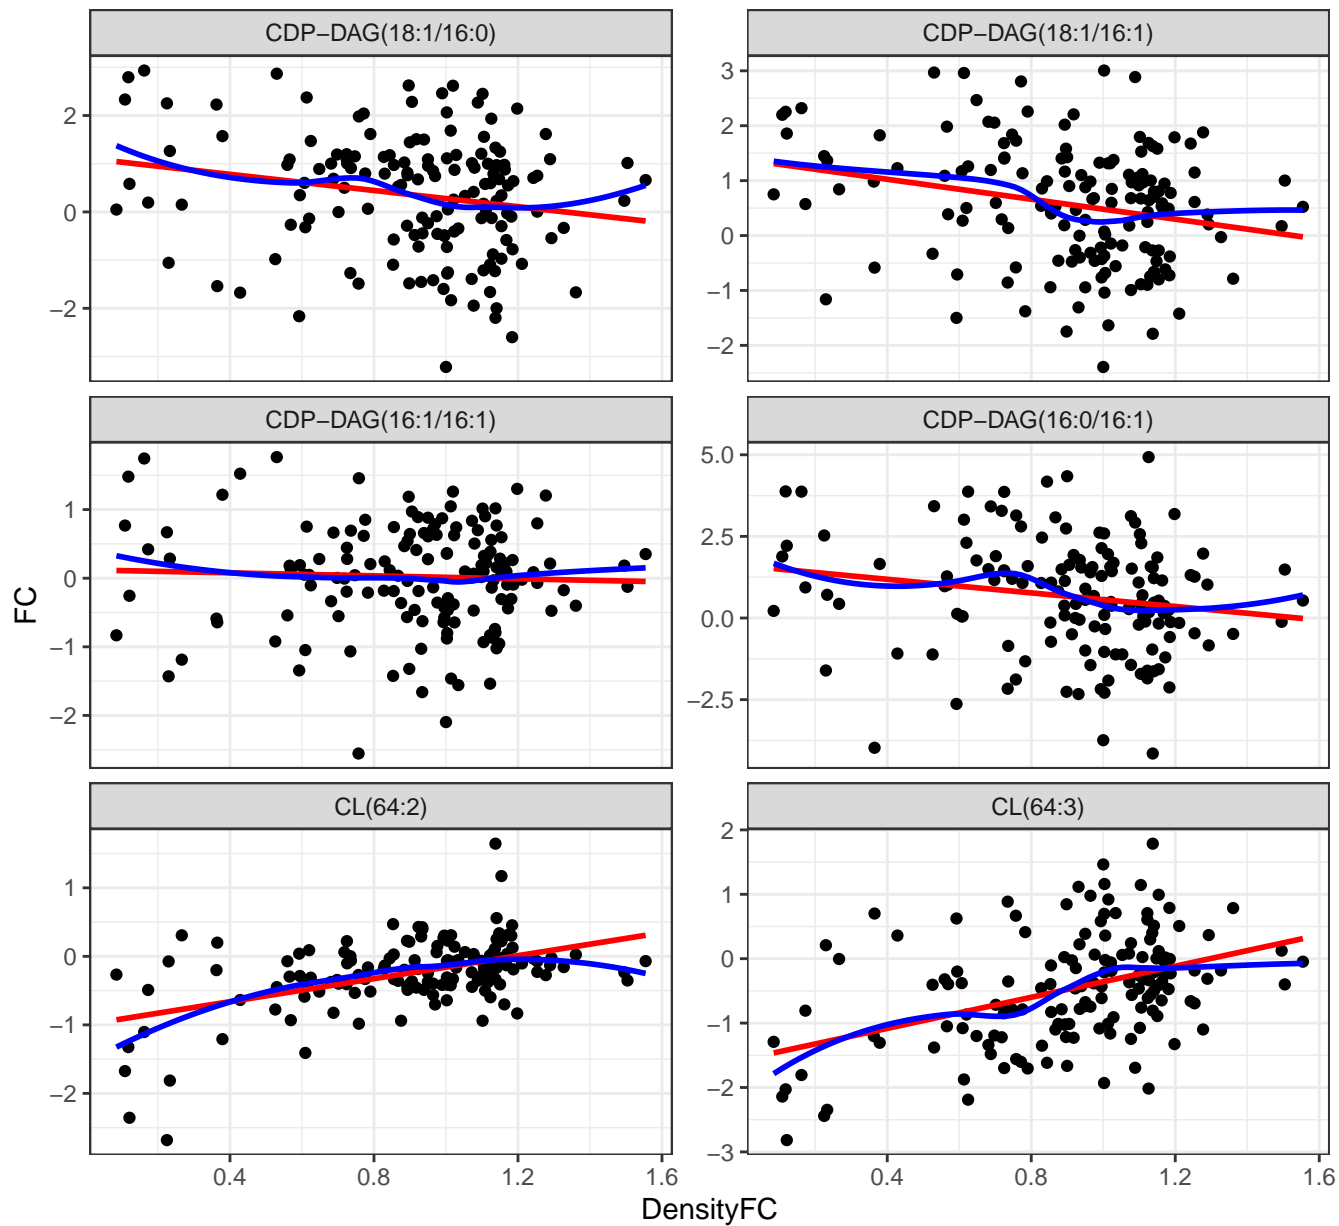 CDP−DAG(18:1/16:0)
CDP−DAG(18:1/16:1)
2
0
−2
3
2
1
0
−1
−2
CDP−DAG(16:1/16:1)
CDP−DAG(16:0/16:1)
1
0
−1
−2
5.0
2.5
0.0
−2.5
FC
CL(64:2)
CL(64:3)
1
0
−1
−2
2
1
0
−1
−2
−3
0.4 0.8 1.2 1.6
0.4 0.8 1.2 1.6
DensityFC